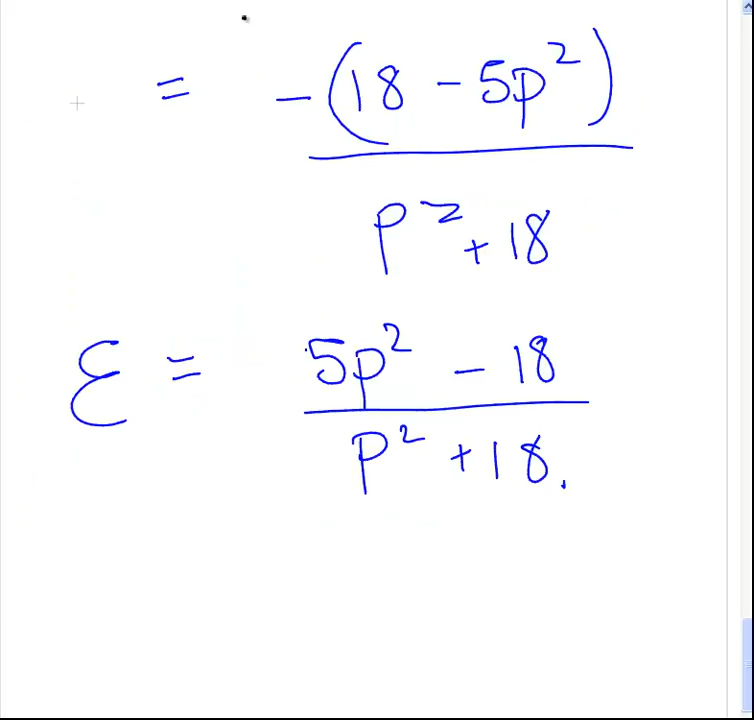 = -(18 - 5p²)
p² + 18
ε = 5p² - 18
p² + 18.